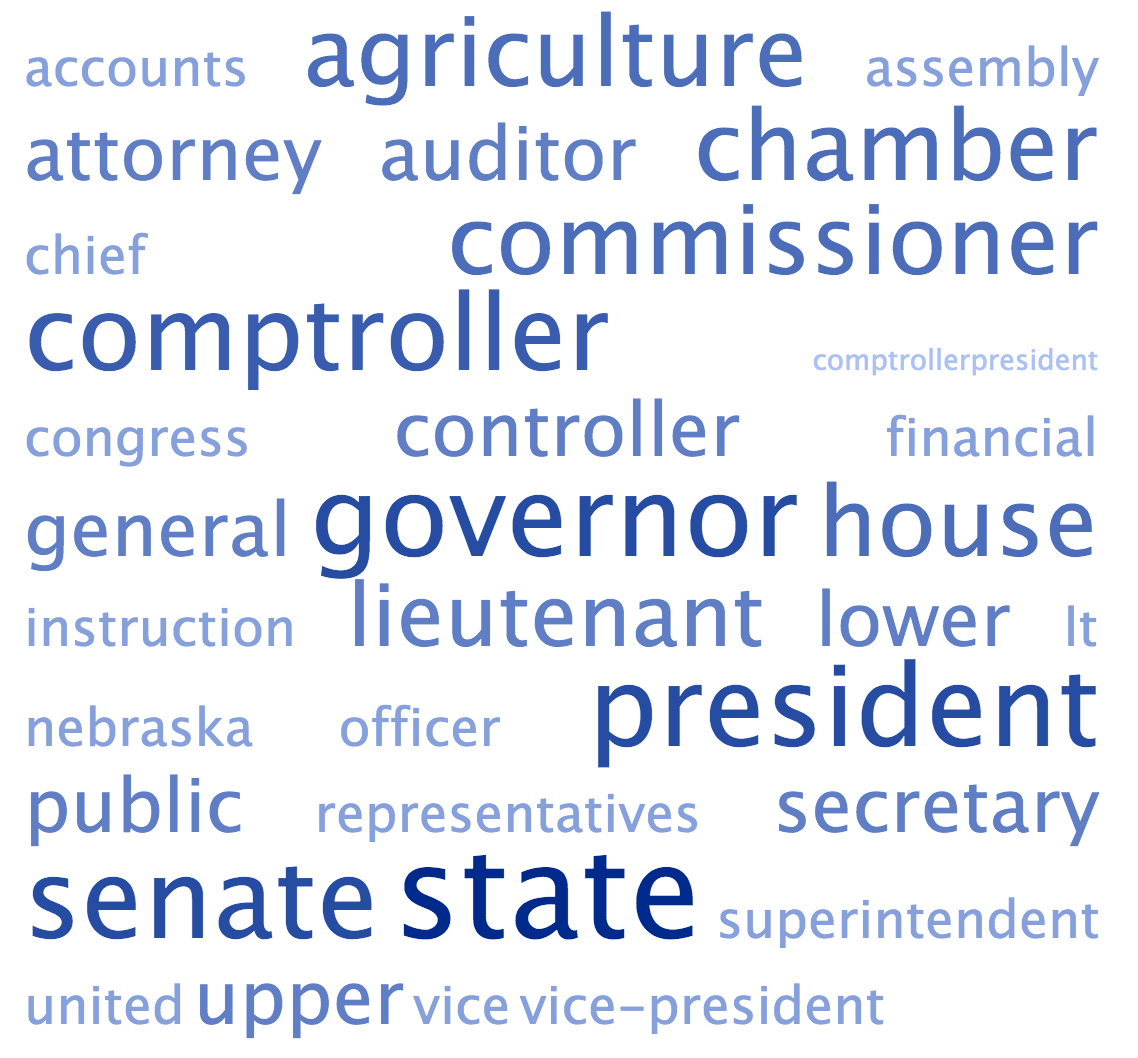 accounts agriculture assembly
attorney auditor chamber
chief commissioner
comptroller comptrollerpresident
congress controller financial
general governor house
instruction lieutenant lower lt
nebraska officer president
public representatives secretary
senate state superintendent
united upper vice vice-president